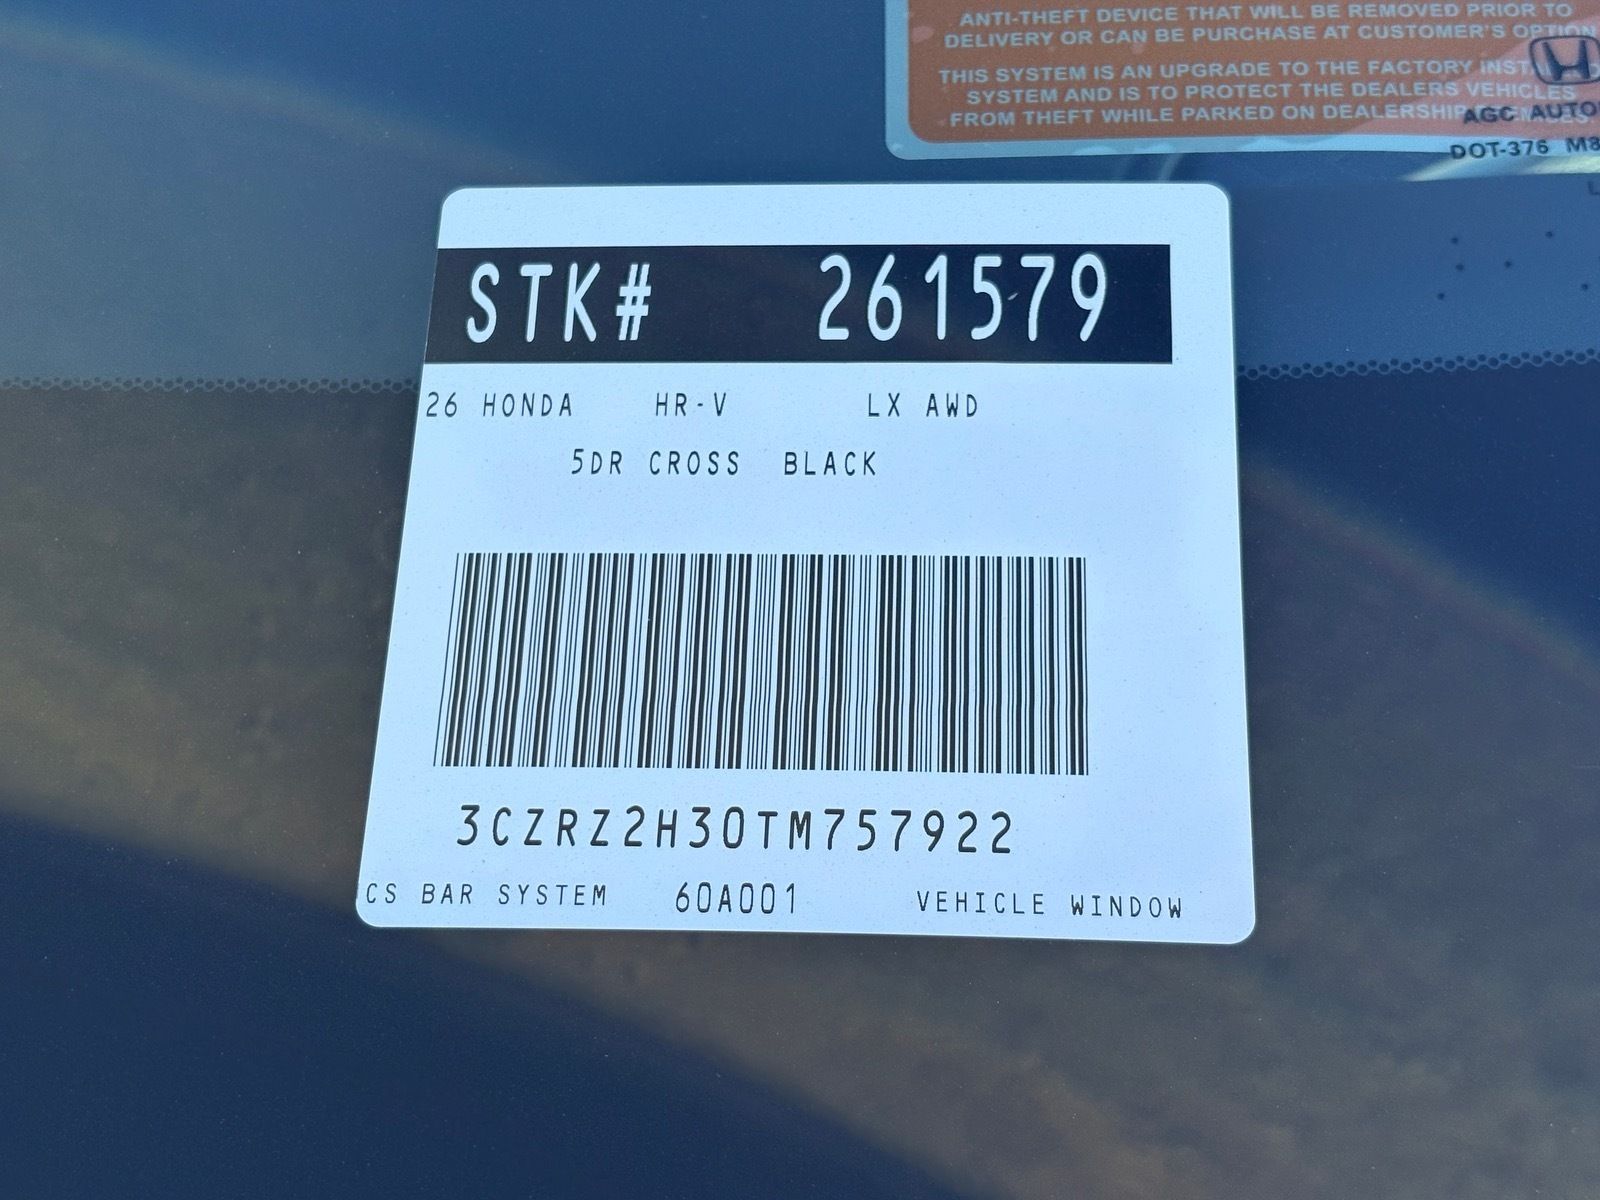 ANTI-THEFT DEVICE THAT WILL BE REMOVED PRIOR TO
DELIVERY OR CAN BE PURCHASE AT CUSTOMER'S OPTION
THIS SYSTEM IS AN UPGRADE TO THE FACTORY
SYSTEM AND IS TO PROTECT THE DEALERS VEHICLES
FROM THEFT WHILE PARKED ON DEALERSHIP
AGC
DOT-376 M8
STK# 261579
26 HONDA HR-V LX AWD
5DR CROSS BLACK
3CZRZ2H30TM757922
CS BAR SYSTEM 60A001 VEHICLE WINDOW